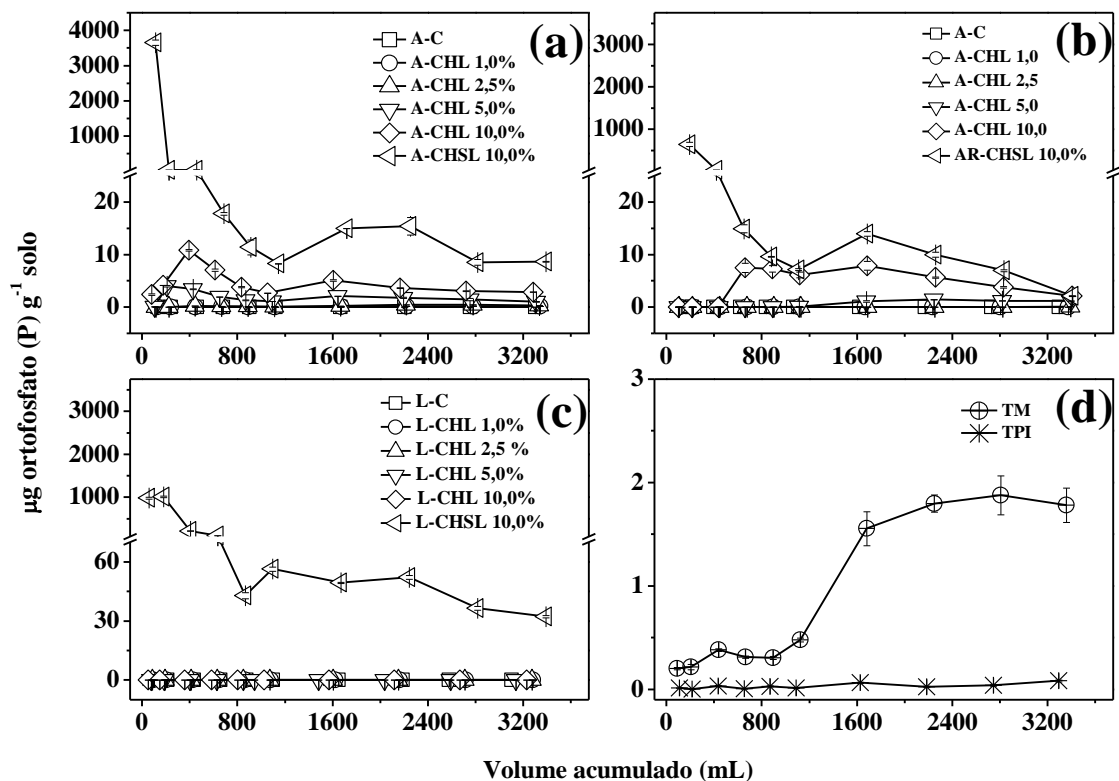 µg ortofosfato (P) g⁻¹ solo
(a)
A-C
A-CHL 1,0%
A-CHL 2,5%
A-CHL 5,0%
A-CHL 10,0%
A-CHSL 10,0%
4000
3000
2000
1000
20
10
0
0 800 1600 2400 3200
(b)
A-C
A-CHL 1,0
A-CHL 2,5
A-CHL 5,0
A-CHL 10,0
AR-CHSL 10,0%
3000
2000
1000
20
10
0
0 800 1600 2400 3200
(c)
L-C
L-CHL 1,0%
L-CHL 2,5 %
L-CHL 5,0%
L-CHL 10,0%
L-CHSL 10,0%
3000
2000
1000
60
30
0
0 800 1600 2400 3200
(d)
TM
TPI
3
2
1
0
0 800 1600 2400 3200
Volume acumulado (mL)